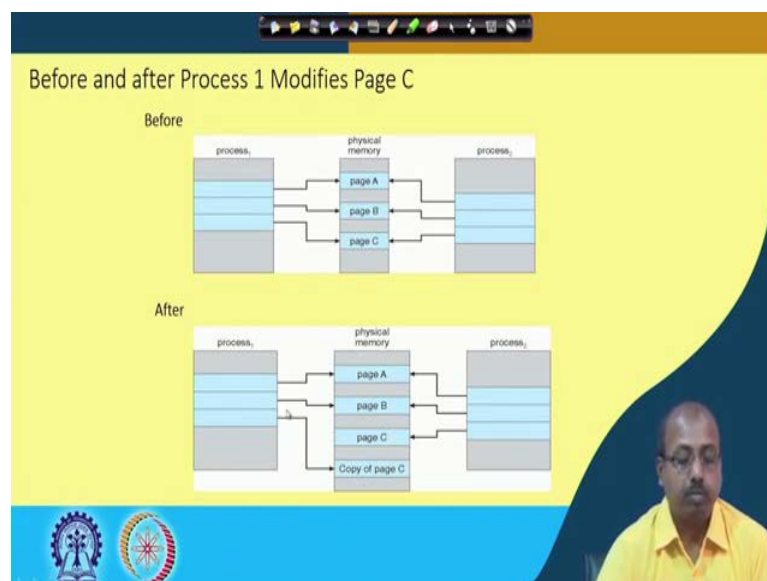 Before and after Process 1 Modifies Page C
Before
process₁
physical
memory
process₂
page A
page B
page C
After
process₁
physical
memory
process₂
page A
page B
page C
Copy of page C